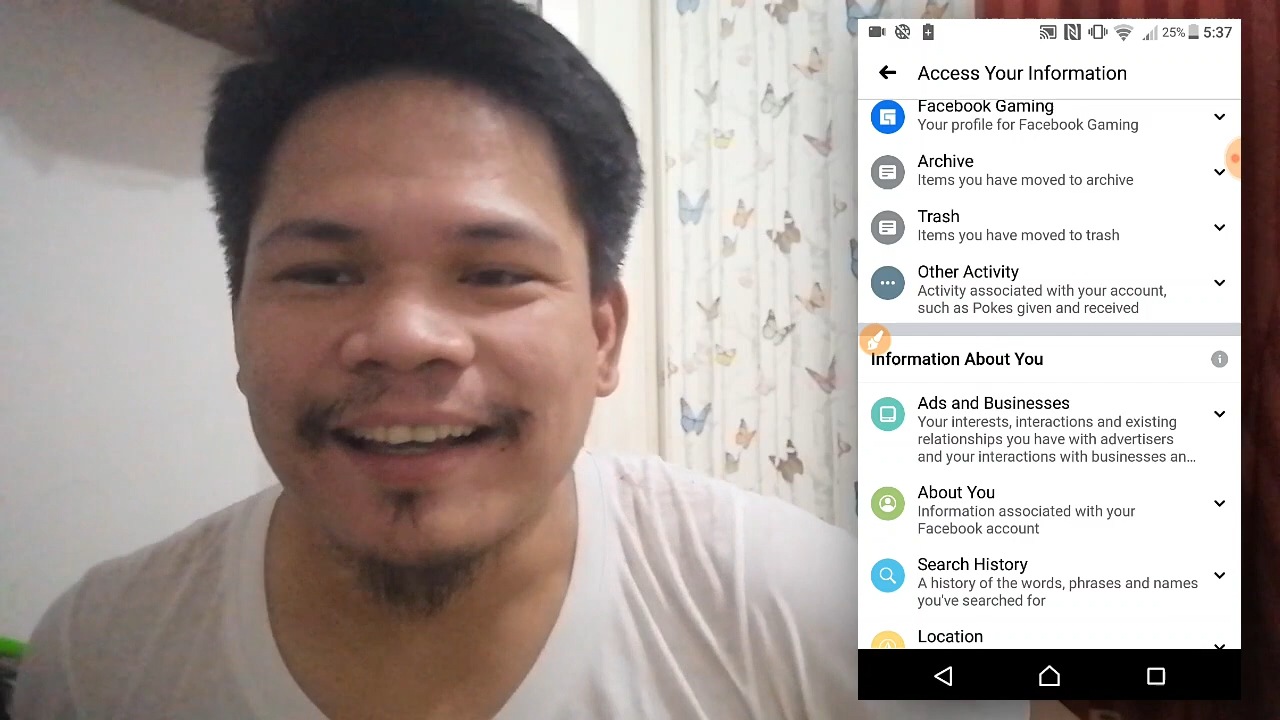 25% 5:37
Access Your Information
Facebook Gaming
Your profile for Facebook Gaming
Archive
Items you have moved to archive
Trash
Items you have moved to trash
Other Activity
Activity associated with your account,
such as Pokes given and received
Information About You
Ads and Businesses
Your interests, interactions and existing
relationships you have with advertisers
and your interactions with businesses an...
About You
Information associated with your
Facebook account
Search History
A history of the words, phrases and names
you've searched for
Location